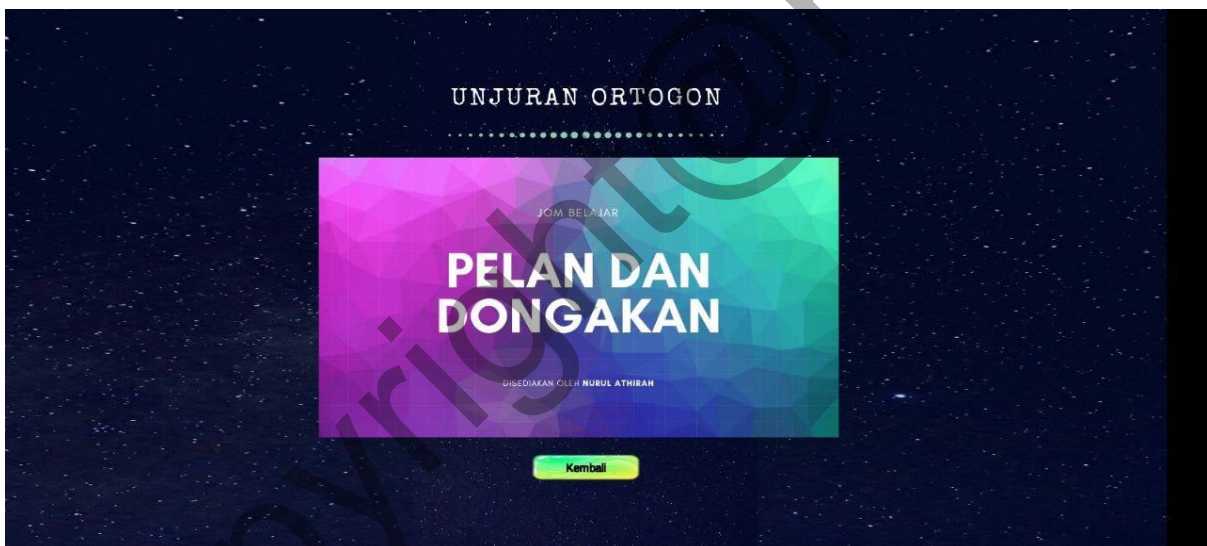 UNJURAN ORTOGON
JOM BELAJAR
PELAN DAN
DONGAKAN
DISEDIAKAN OLEH NURUL ATHIRAH
Kembali